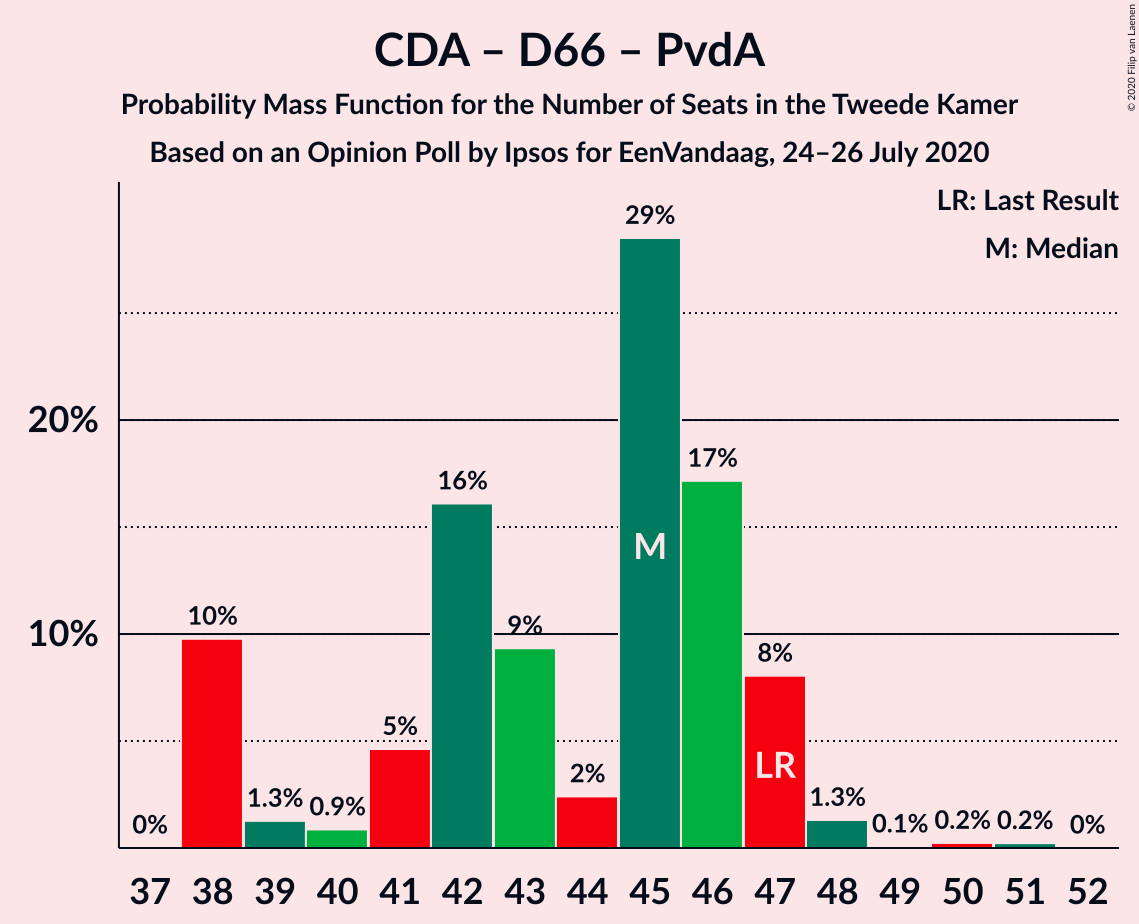 © 2020 Filip van Laenen
CDA – D66 – PvdA
Probability Mass Function for the Number of Seats in the Tweede Kamer
Based on an Opinion Poll by Ipsos for EenVandaag, 24–26 July 2020
LR: Last Result
M: Median
20%
10%
0%
10%
1.3%
0.9%
5%
16%
9%
2%
29%
17%
8%
1.3%
0.1%
0.2%
0.2%
0%
M
LR
37 38 39 40 41 42 43 44 45 46 47 48 49 50 51 52